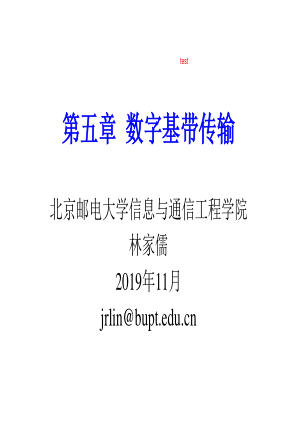 test
第五章 数字基带传输
北京邮电大学信息与通信工程学院
林家儒
2019年11月
jrlin@bupt.edu.cn